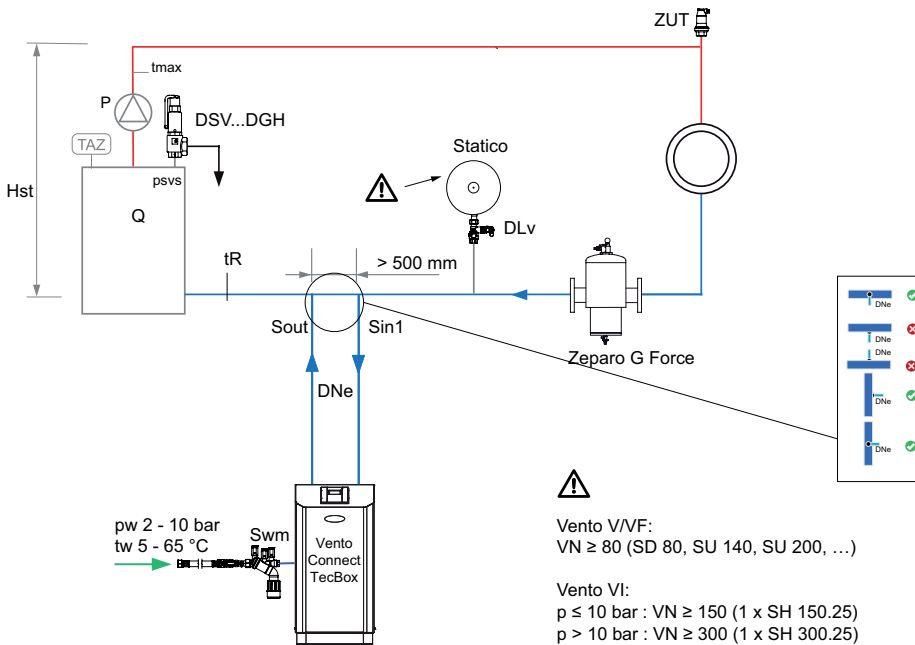 ZUT
tmax
P
DSV...DGH
TAZ
Statico
Hst
psvs
Q
DLv
tR
> 500 mm
Sout
Sin1
Zeparo G Force
DNe
DNe
DNe
DNe
DNe
DNe
pw 2 - 10 bar
tw 5 - 65 °C
Swm
Vento
Connect
TecBox
Vento V/VF:
VN ≥ 80 (SD 80, SU 140, SU 200, …)
Vento VI:
p ≤ 10 bar : VN ≥ 150 (1 x SH 150.25)
p > 10 bar : VN ≥ 300 (1 x SH 300.25)